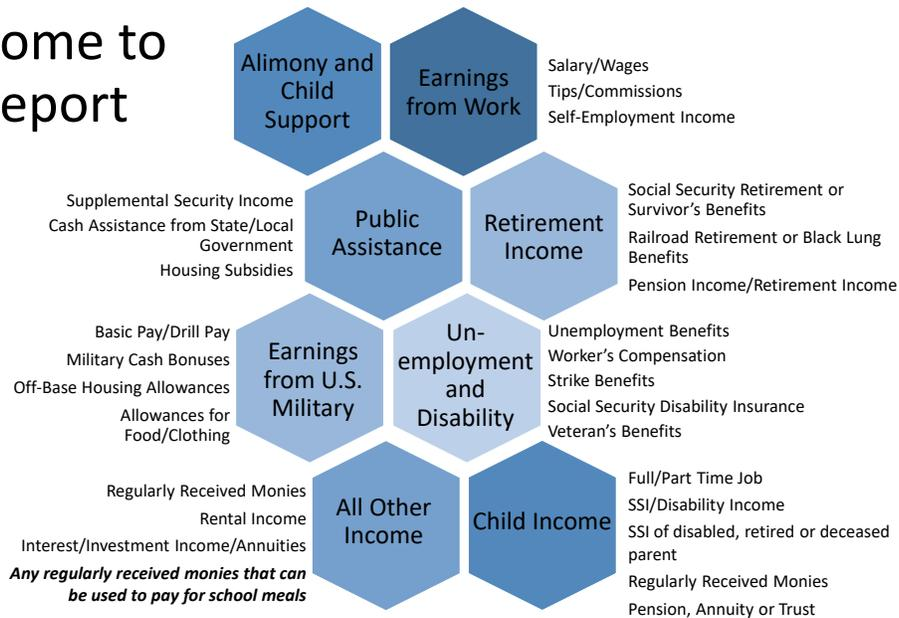 ome to
eport
Alimony and
Child
Support
Earnings
from Work
Salary/Wages
Tips/Commissions
Self-Employment Income
Supplemental Security Income
Cash Assistance from State/Local
Government
Housing Subsidies
Public
Assistance
Retirement
Income
Social Security Retirement or
Survivor's Benefits
Railroad Retirement or Black Lung
Benefits
Pension Income/Retirement Income
Basic Pay/Drill Pay
Military Cash Bonuses
Off-Base Housing Allowances
Allowances for
Food/Clothing
Earnings
from U.S.
Military
Un-
employment
and
Disability
Unemployment Benefits
Worker's Compensation
Strike Benefits
Social Security Disability Insurance
Veteran's Benefits
Regularly Received Monies
Rental Income
Interest/Investment Income/Annuities
Any regularly received monies that can
be used to pay for school meals
All Other
Income
Child Income
Full/Part Time Job
SSI/Disability Income
SSI of disabled, retired or deceased
parent
Regularly Received Monies
Pension, Annuity or Trust